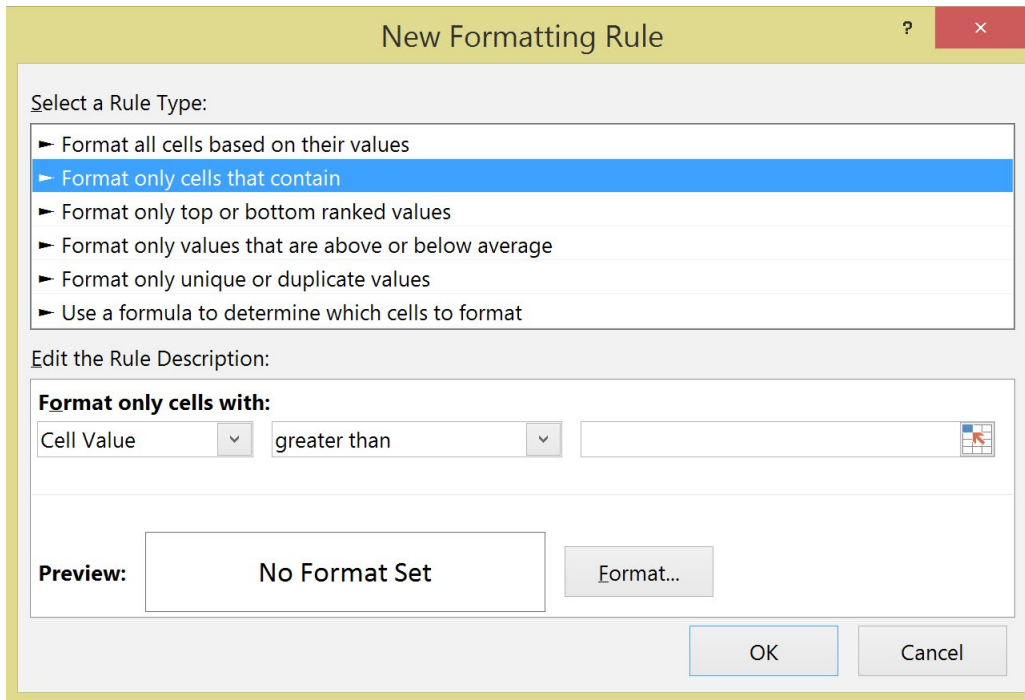 New Formatting Rule ? ×
Select a Rule Type:
► Format all cells based on their values
► Format only cells that contain
► Format only top or bottom ranked values
► Format only values that are above or below average
► Format only unique or duplicate values
► Use a formula to determine which cells to format
Edit the Rule Description:
Format only cells with:
Cell Value greater than
Preview: No Format Set Format...
OK Cancel